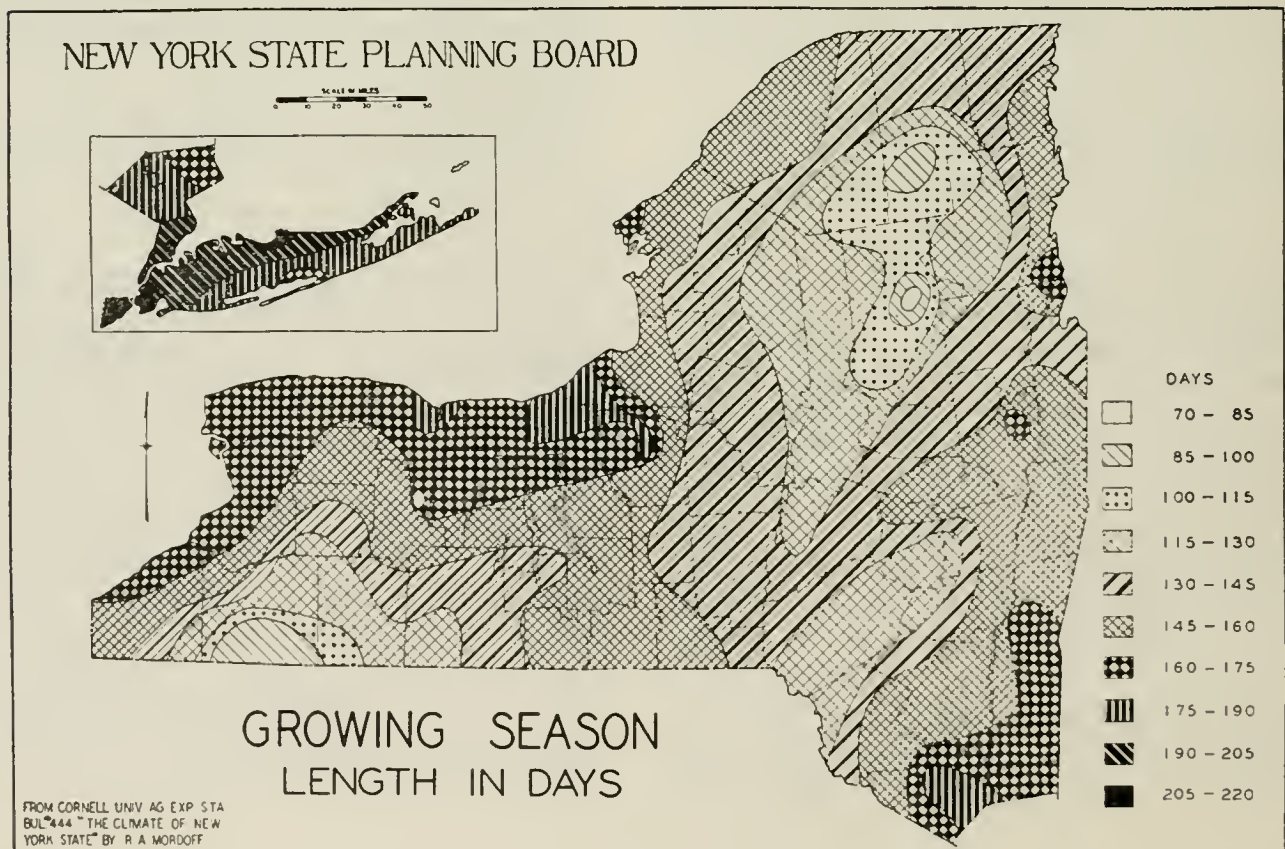 NEW YORK STATE PLANNING BOARD
SCALE IN MILES
0 10 20 30 40 50
DAYS
70 - 85
85 - 100
100 - 115
115 - 130
130 - 145
145 - 160
160 - 175
175 - 190
190 - 205
205 - 220
GROWING SEASON
LENGTH IN DAYS
FROM CORNELL UNIV AG EXP STA
BUL #444 "THE CLIMATE OF NEW
YORK STATE" BY R A MORDOFF